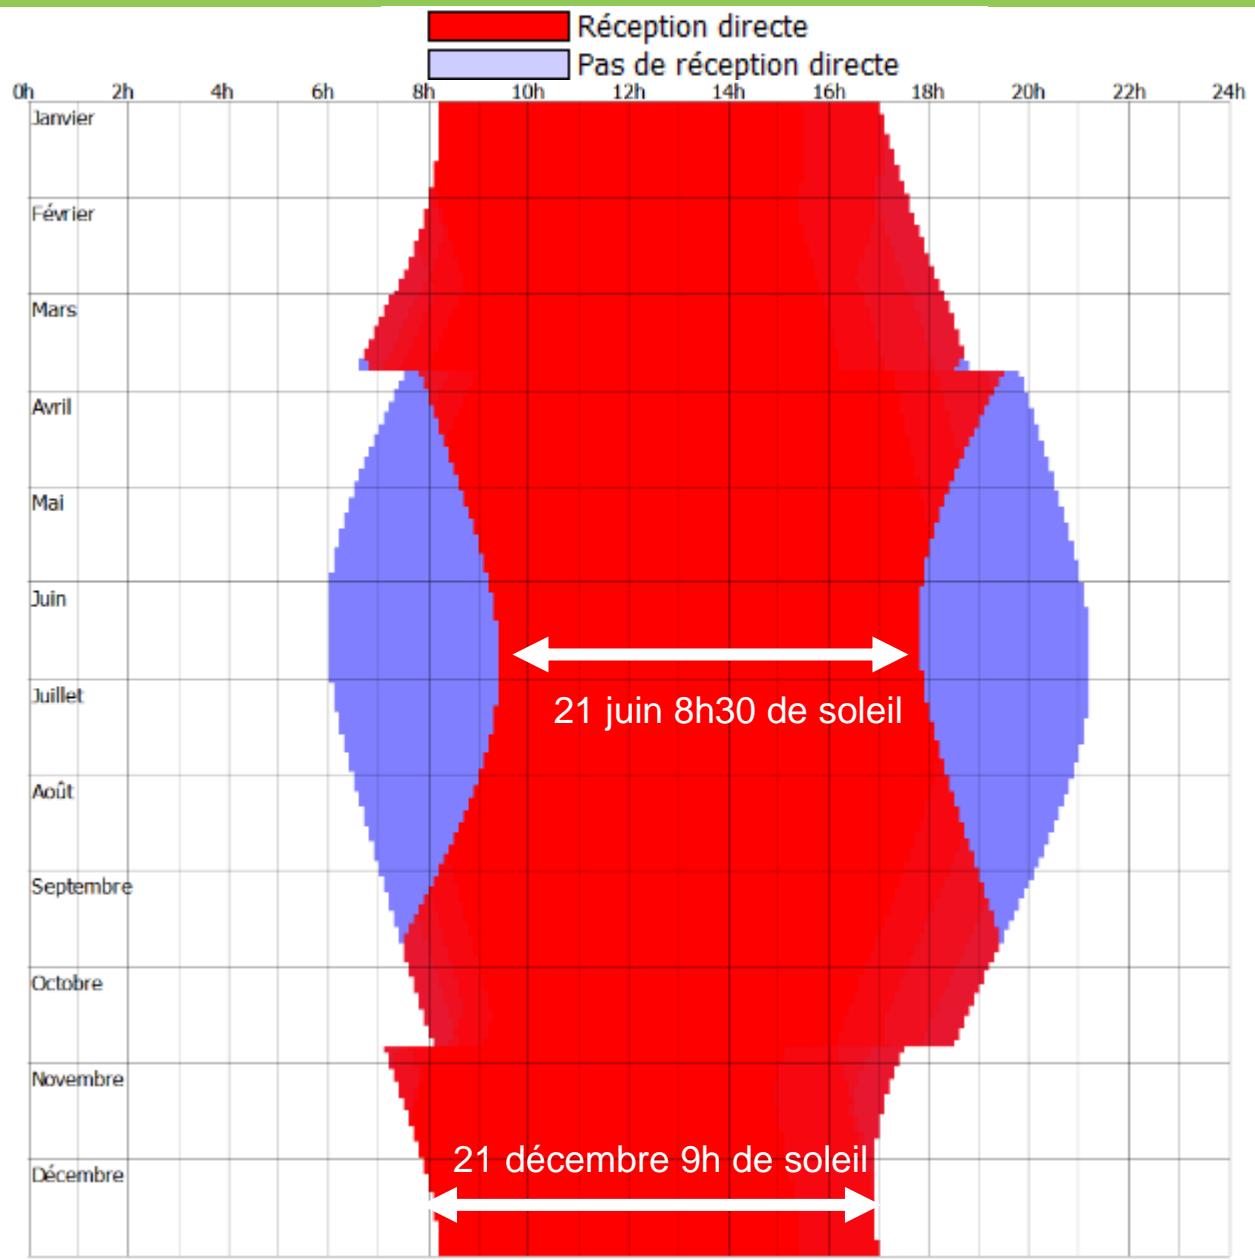 Réception directe
Pas de réception directe
0h 2h 4h 6h 8h 10h 12h 14h 16h 18h 20h 22h 24h
Janvier
Février
Mars
Avril
Mai
Juin
21 juin 8h30 de soleil
Juillet
Août
Septembre
Octobre
Novembre
21 décembre 9h de soleil
Décembre